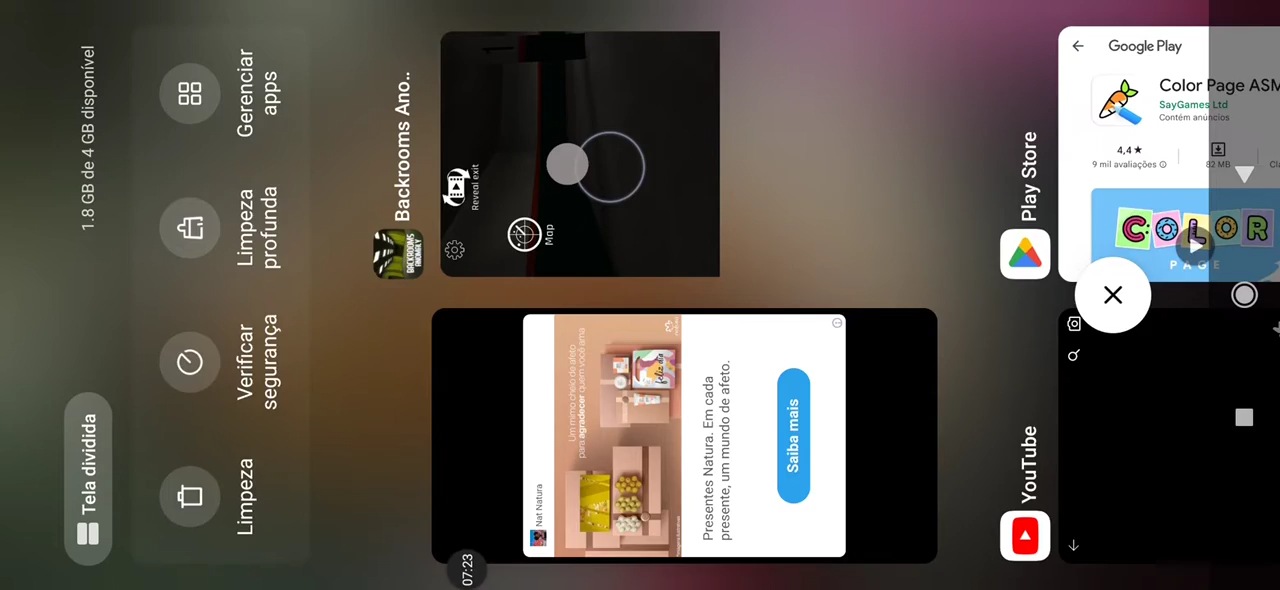 1.8 GB de 4 GB disponível
Tela dividida
Limpeza
Verificar
segurança
Limpeza
profunda
Gerenciar
apps
Backrooms Ano..
Reveal exit
Map
Nat Natura
Um mimo cheio de afeto
para agradecer quem você ama
feliz dia
Presentes Natura. Em cada
presente, um mundo de afeto.
Saiba mais
07:23
Play Store
Google Play
Color Page ASM
SayGames Ltd
Contém anúncios
4,4★
9 mil avaliações
82 MB
COLOR
PAGE
YouTube